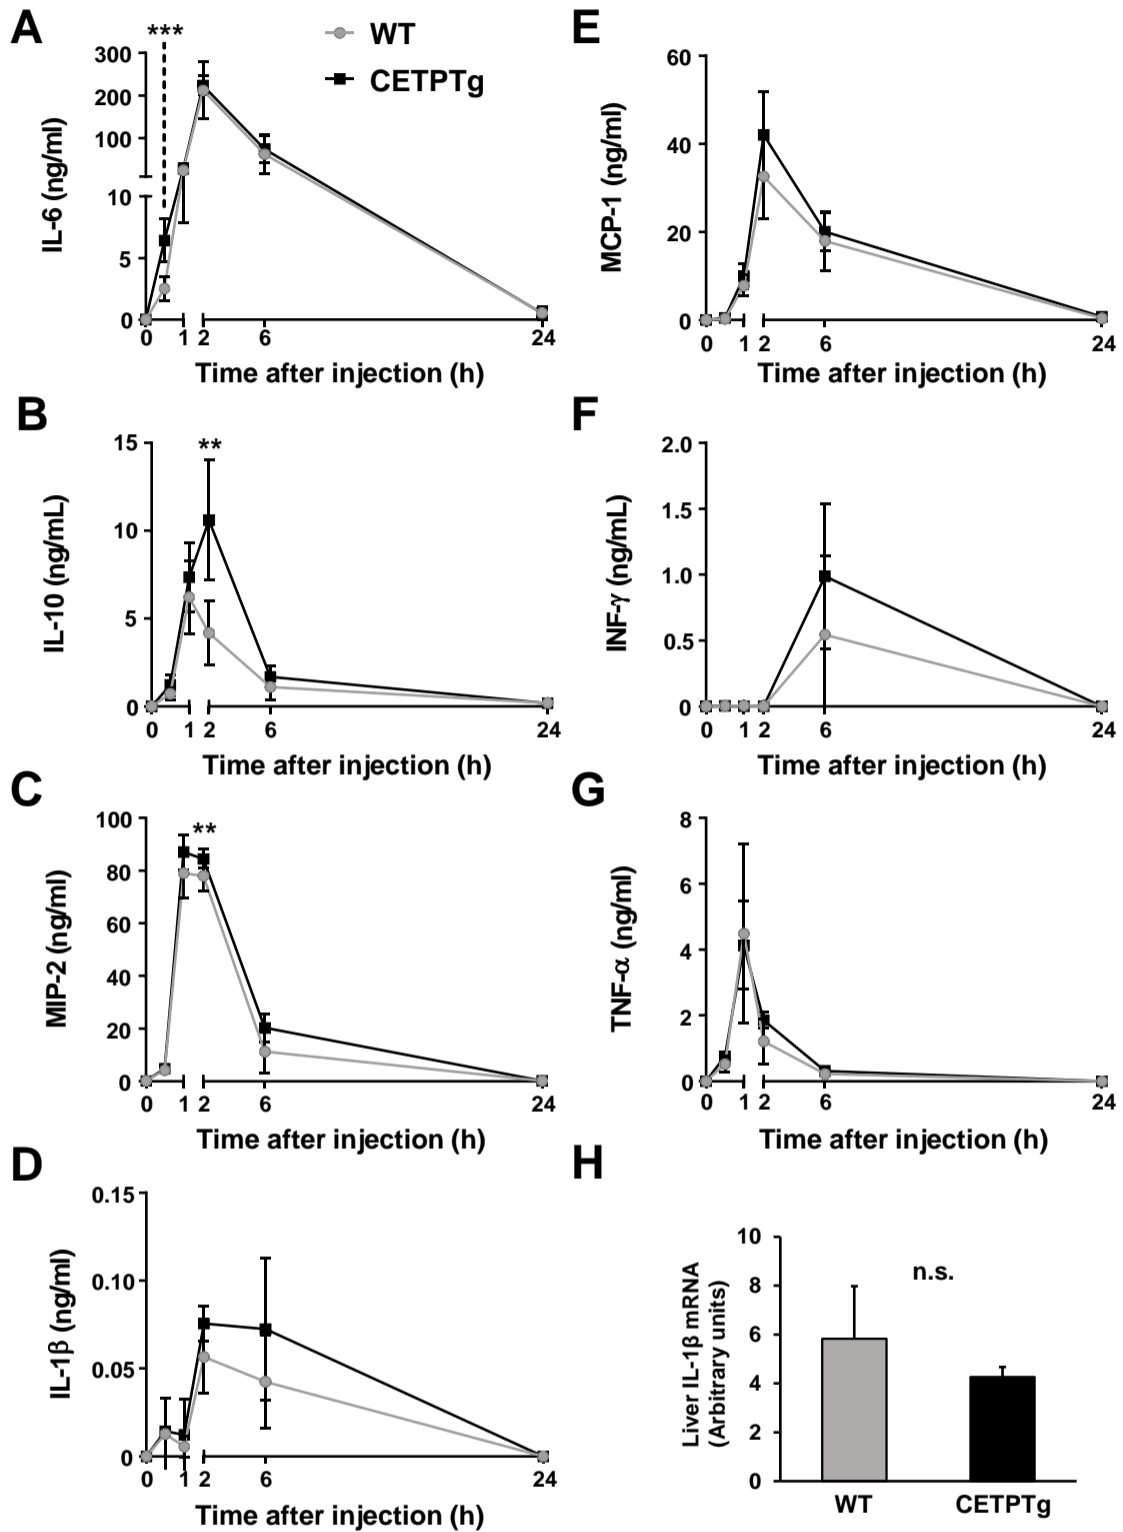 A
***
WT
CETPTg
IL-6 (ng/ml)
300
200
100
10
5
0
0 1 2 6 24
Time after injection (h)
E
MCP-1 (ng/ml)
60
40
20
0
0 1 2 6 24
Time after injection (h)
B
**
IL-10 (ng/mL)
15
10
5
0
0 1 2 6 24
Time after injection (h)
F
INF-γ (ng/mL)
2.0
1.5
1.0
0.5
0
0 1 2 6 24
Time after injection (h)
C
**
MIP-2 (ng/ml)
100
80
60
40
20
0
0 1 2 6 24
Time after injection (h)
G
TNF-α (ng/ml)
8
6
4
2
0
0 1 2 6 24
Time after injection (h)
D
IL-1β (ng/ml)
0.15
0.10
0.05
0
0 1 2 6 24
Time after injection (h)
H
Liver IL-1β mRNA
(Arbitrary units)
10
8
6
4
2
0
n.s.
WT CETPTg